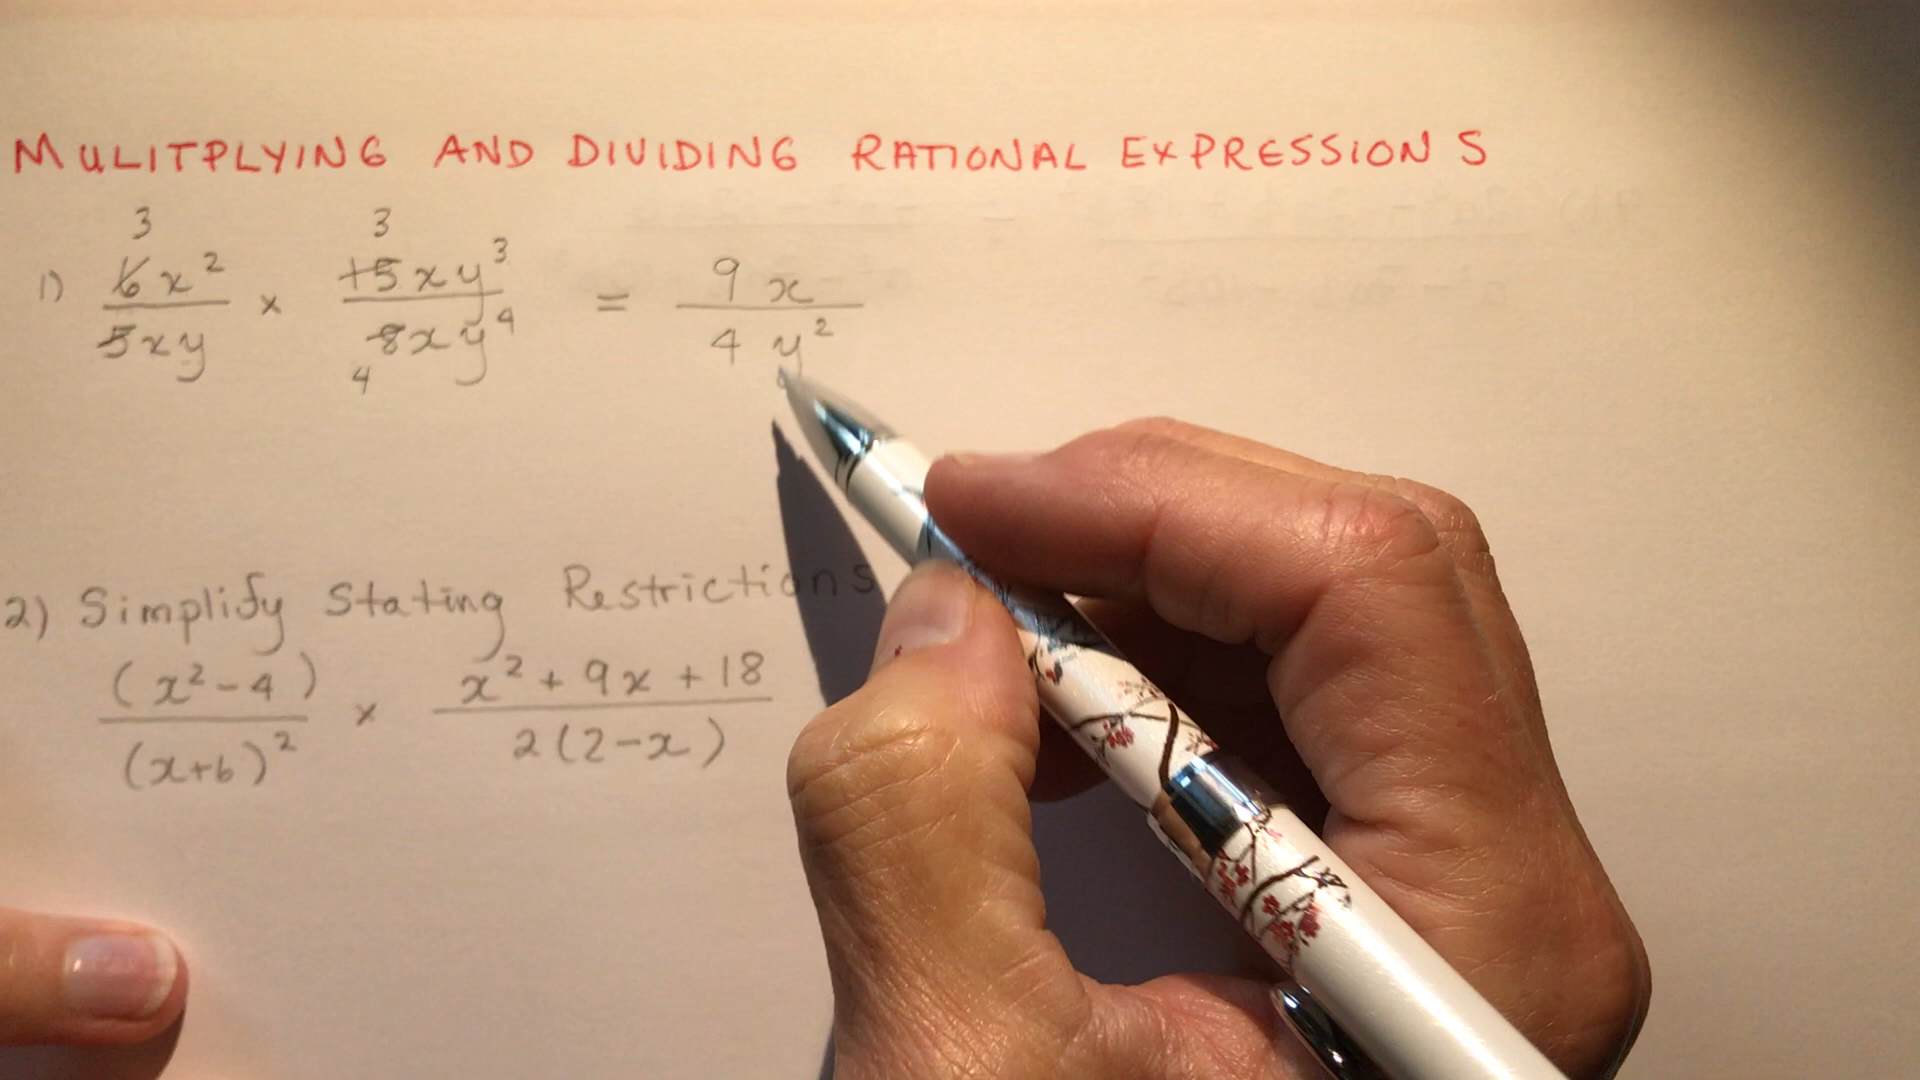 MULITPLYING AND DIVIDING RATIONAL EXPRESSIONS
3 3
1) 6x² × 15xy³ = 9x
5xy 8xy⁴ 4y²
4
2) Simplify Stating Restrictions
(x²-4) × x²+9x+18
(x+6)² 2(2-x)